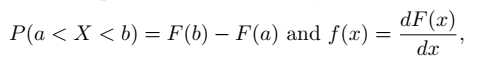 P(a < X < b) = F(b) − F(a) and f(x) = dF(x)/dx,